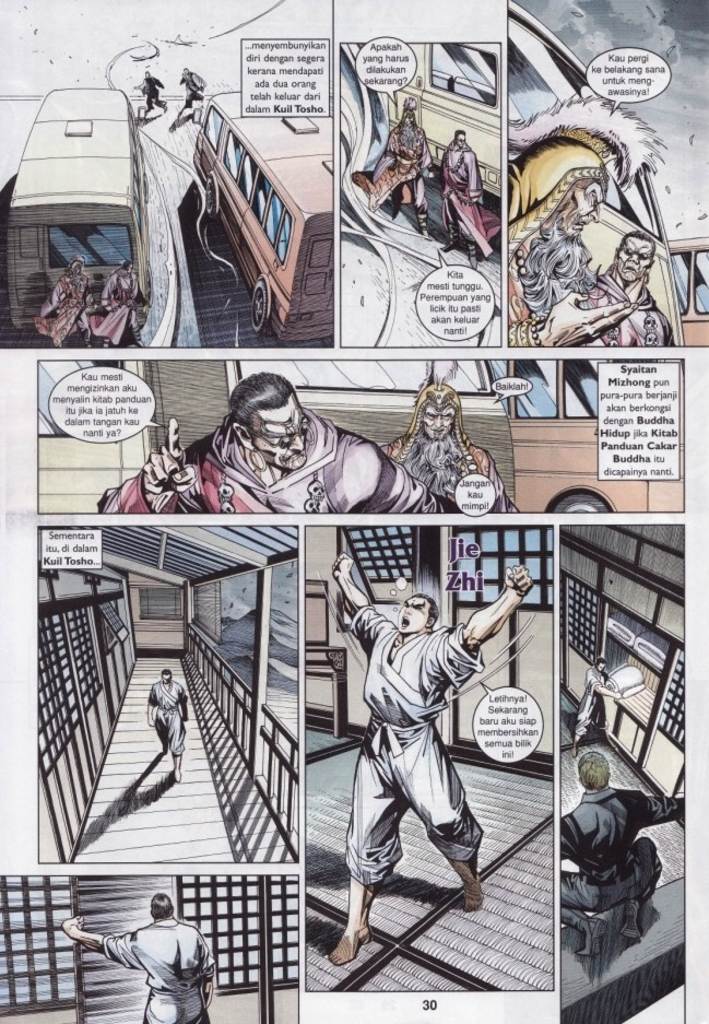 ...menyembunyikan
diri dengan segera
kerana mendapati
ada dua orang
telah keluar dari
dalam Kuil Tosho.
Apakah
yang harus
dilakukan
sekarang?
Kita
mesti tunggu.
Perempuan yang
licik itu pasti
akan keluar
nanti!
Kau pergi
ke belakang sana
untuk meng-
awasinya!
Kau mesti
mengizinkan aku
menyalin kitab panduan
itu jika ia jatuh ke
dalam tangan kau
nanti ya?
Baiklah!
Jangan
kau
mimpi!
Syaitan
Mizhong pun
pura-pura berjanji
akan berkongsi
dengan Buddha
Hidup jika Kitab
Panduan Cakar
Buddha itu
dicapainya nanti.
Sementara
itu, di dalam
Kuil Tosho...
Jie
Zhi
Letihnya!
Sekarang
baru aku siap
membersihkan
semua bilik
ini!
30